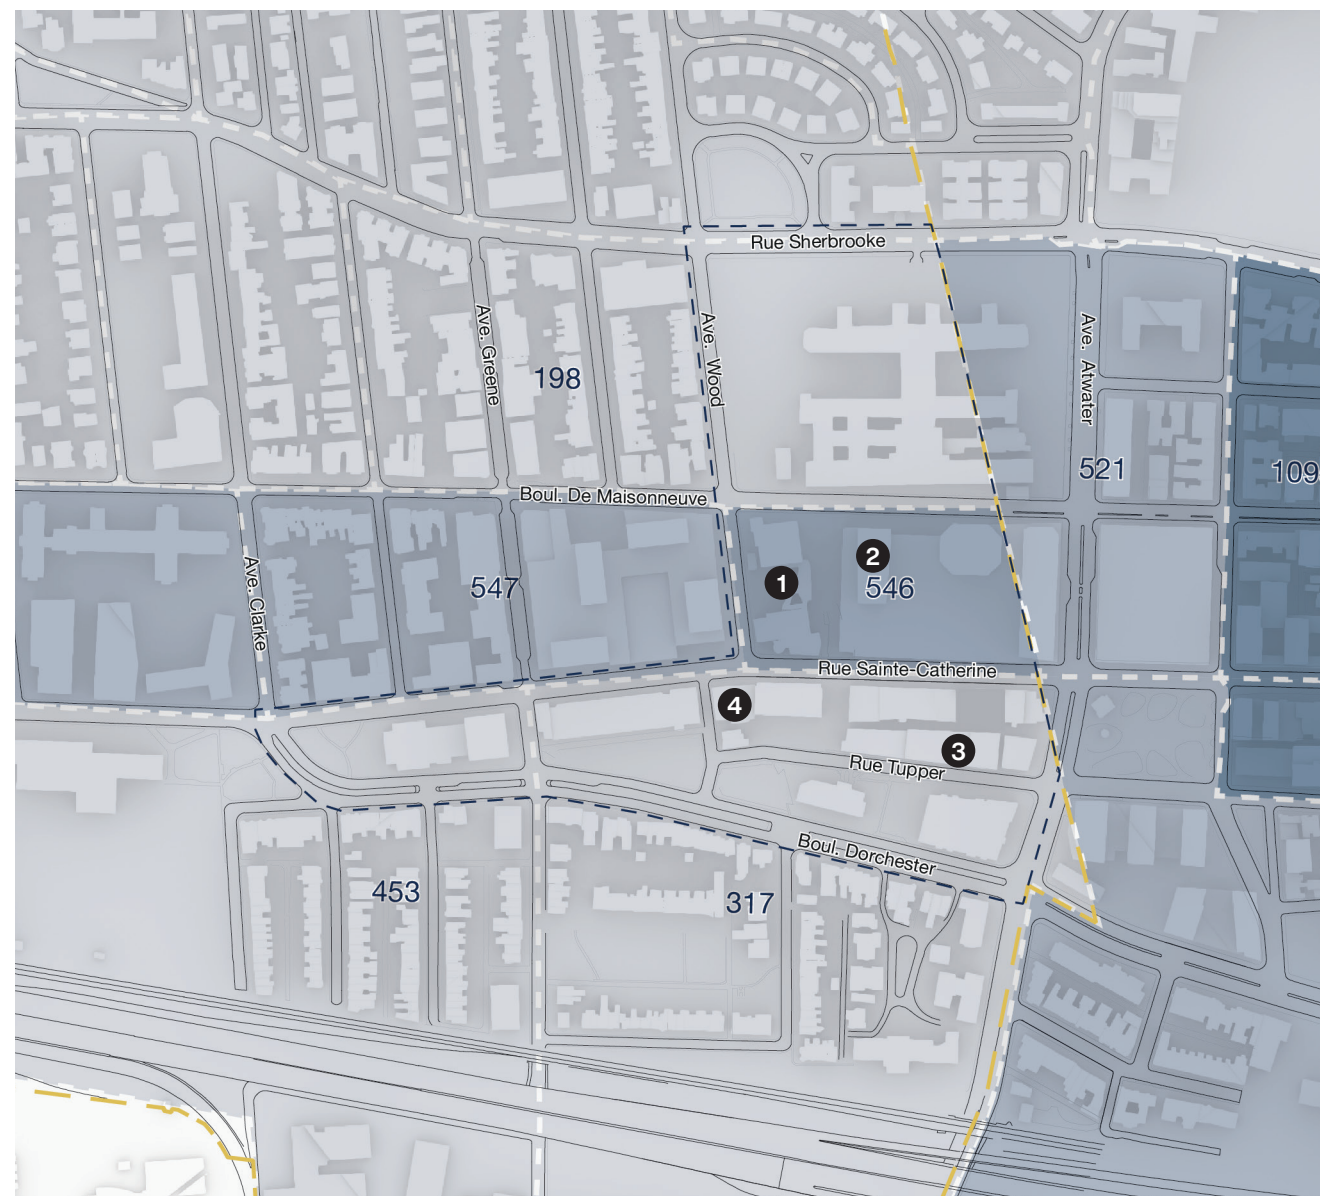 Rue Sherbrooke
Ave. Greene
Ave. Wood
Ave. Atwater
198
521
109
Boul. De Maisonneuve
Ave. Clarke
547
1
2
546
Rue Sainte-Catherine
4
3
Rue Tupper
Boul. Dorchester
453
317